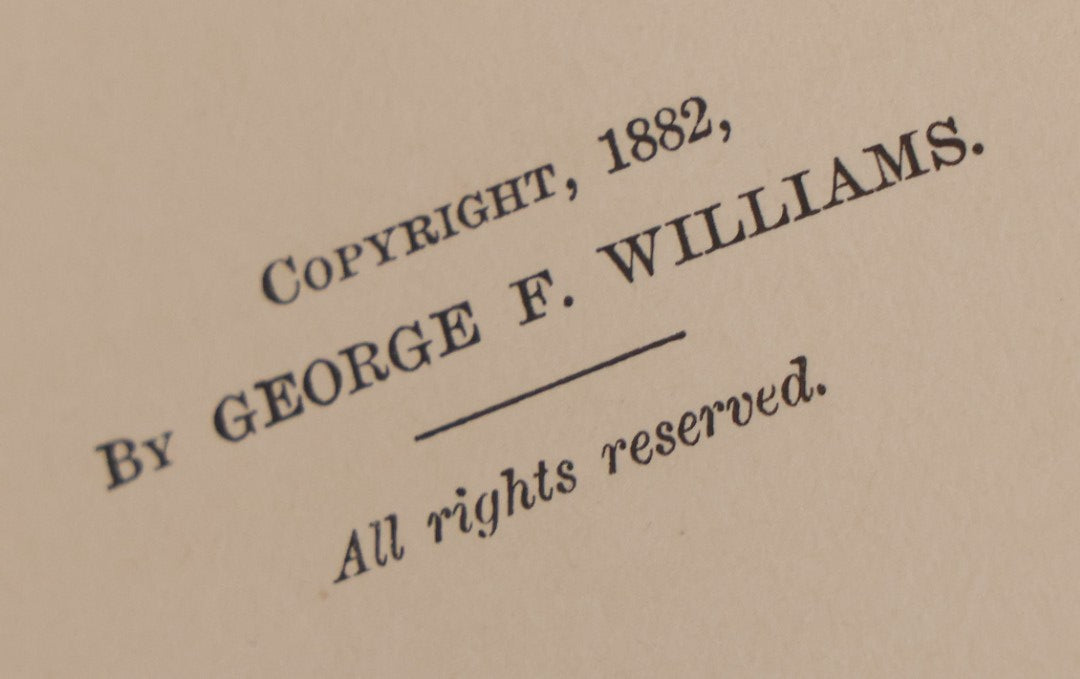 COPYRIGHT, 1882,
BY GEORGE F. WILLIAMS.
All rights reserved.